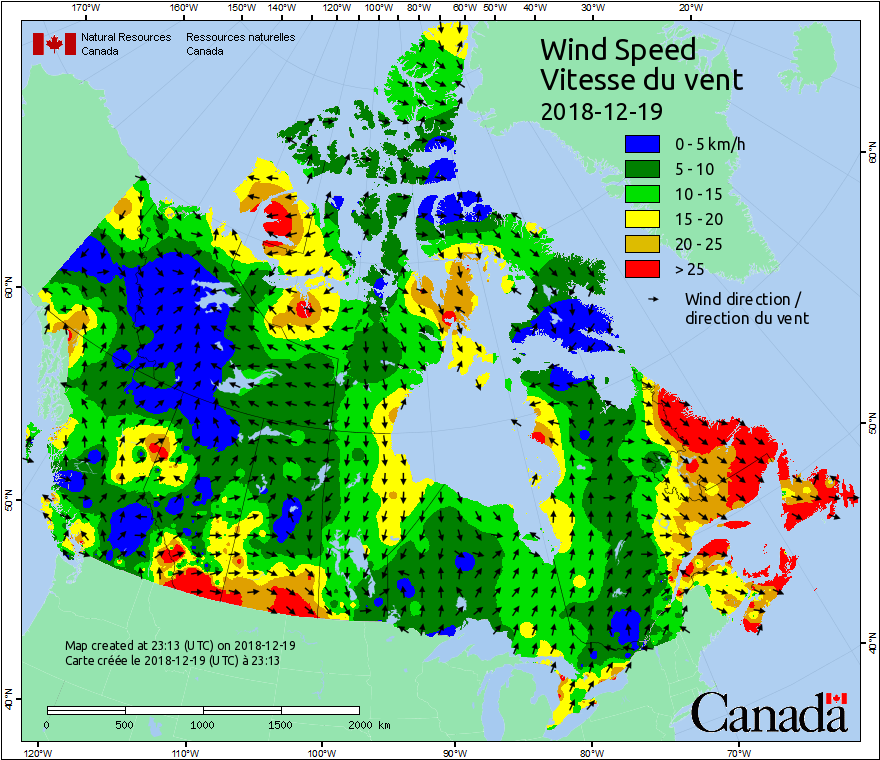 170°W 160°W 150°W 140°W 120°W 100°W 80°W 60°W 50°W 40°W 30°W 20°W
Natural Resources Ressources naturelles
Canada Canada
Wind Speed
Vitesse du vent
2018-12-19
0 - 5 km/h
5 - 10
10 - 15
15 - 20
20 - 25
> 25
Wind direction /
direction du vent
60°N
50°N
40°N
60°N
50°N
40°N
Map created at 23:13 (UTC) on 2018-12-19
Carte créée le 2018-12-19 (UTC) à 23:13
0 500 1000 1500 2000 km
Canada
120°W 110°W 100°W 90°W 80°W 70°W